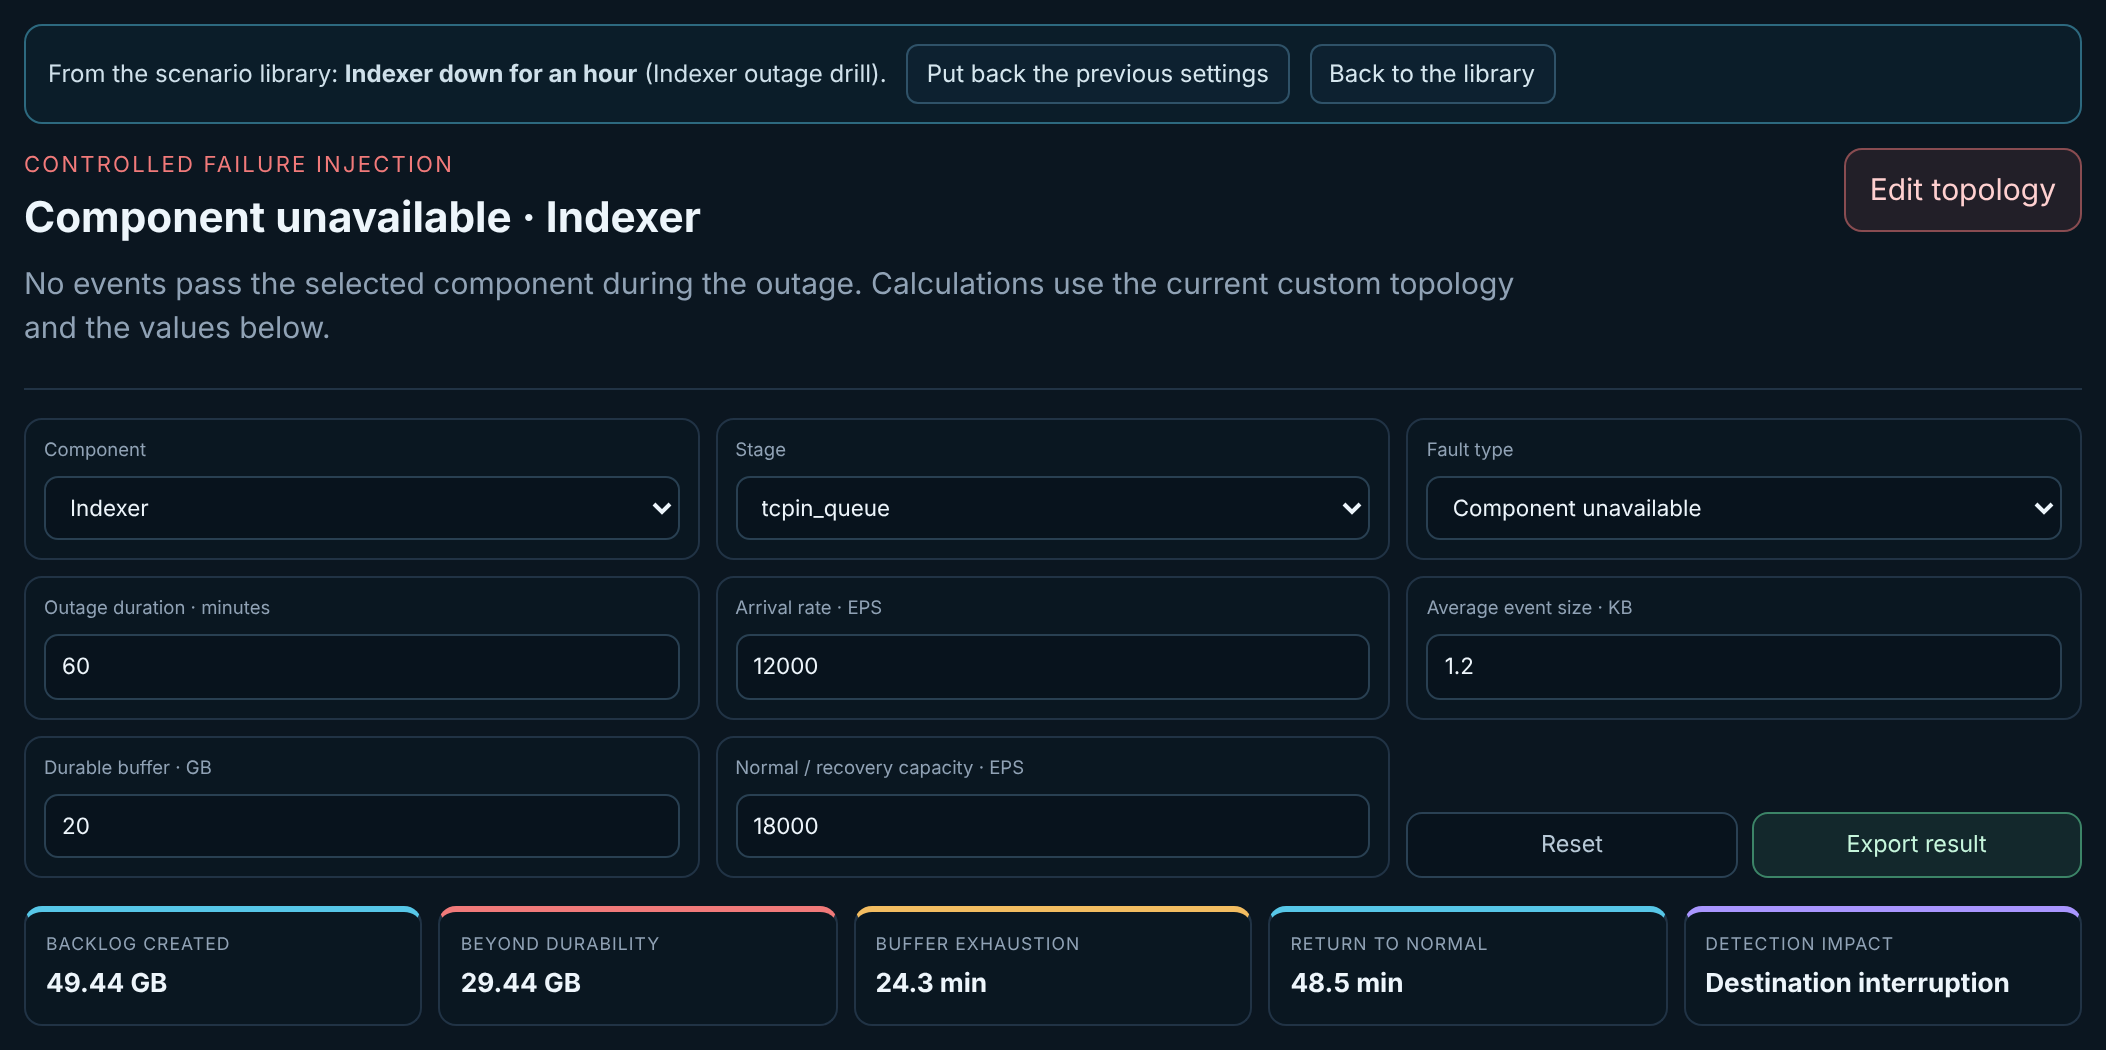 From the scenario library: Indexer down for an hour (Indexer outage drill). Put back the previous settings Back to the library
CONTROLLED FAILURE INJECTION
Edit topology
Component unavailable · Indexer
No events pass the selected component during the outage. Calculations use the current custom topology
and the values below.
Component Stage Fault type
Indexer tcpin_queue Component unavailable
Outage duration · minutes Arrival rate · EPS Average event size · KB
60 12000 1.2
Durable buffer · GB Normal / recovery capacity · EPS
20 18000
Reset Export result
BACKLOG CREATED BEYOND DURABILITY BUFFER EXHAUSTION RETURN TO NORMAL DETECTION IMPACT
49.44 GB 29.44 GB 24.3 min 48.5 min Destination interruption